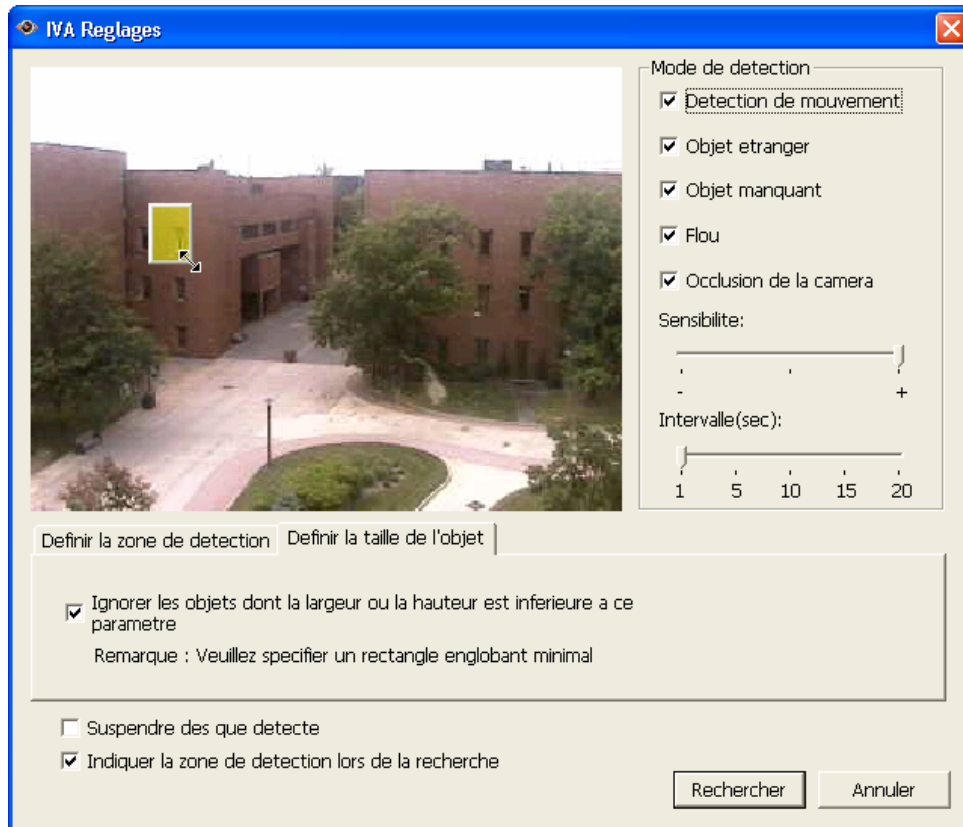 IVA Reglages
Mode de detection
Detection de mouvement
Objet etranger
Objet manquant
Flou
Occlusion de la camera
Sensibilite:
- +
Intervalle(sec):
1 5 10 15 20
Definir la zone de detection
Definir la taille de l'objet
Ignorer les objets dont la largeur ou la hauteur est inferieure a ce
parametre
Remarque : Veuillez specifier un rectangle englobant minimal
Suspendre des que detecte
Indiquer la zone de detection lors de la recherche
Rechercher
Annuler